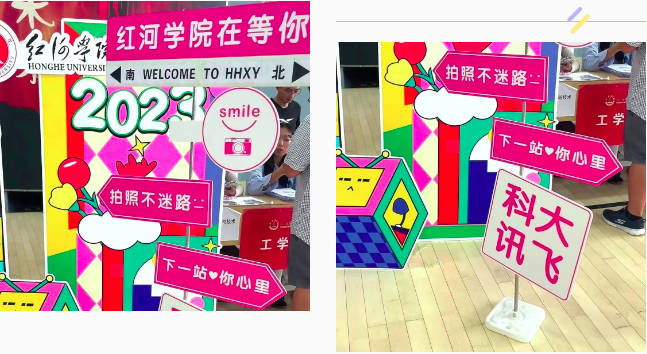 红河学院
HONGHE UNIVERSI
红河学院在等你
南 WELCOME TO HHXY 北
2023
smile
拍照不迷路
下一站♥你心里
工学
拍照不迷路
下一站♥你心里
工学
科大
讯飞